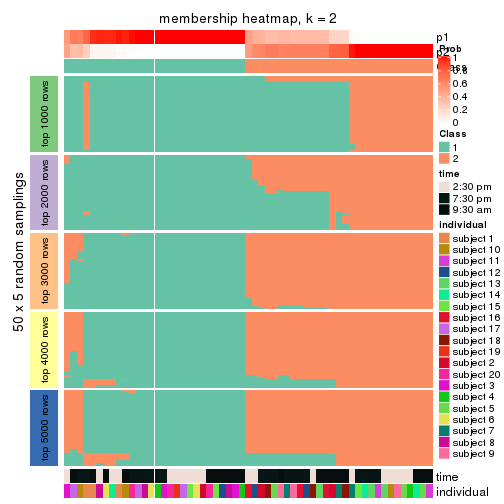 membership heatmap, k = 2
p1
p2
Class
Prob
1
0.8
0.6
0.4
0.2
0
Class
1
2
time
2:30 pm
7:30 pm
9:30 am
individual
subject 1
subject 10
subject 11
subject 12
subject 13
subject 14
subject 15
subject 16
subject 17
subject 18
subject 19
subject 2
subject 20
subject 3
subject 4
subject 5
subject 6
subject 7
subject 8
subject 9
50 x 5 random samplings
top 1000 rows
top 2000 rows
top 3000 rows
top 4000 rows
top 5000 rows
time
individual